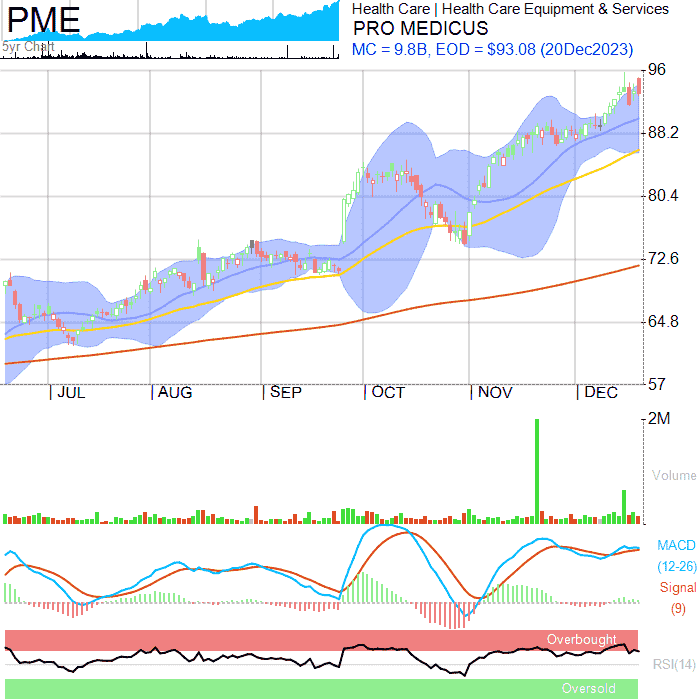 PME
5yr Chart
Health Care | Health Care Equipment & Services
PRO MEDICUS
MC = 9.8B, EOD = $93.08 (20Dec2023)
96
88.2
80.4
72.6
64.8
57
JUL
AUG
SEP
OCT
NOV
DEC
2M
Volume
MACD
(12-26)
Signal
(9)
Overbought
RSI(14)
Oversold